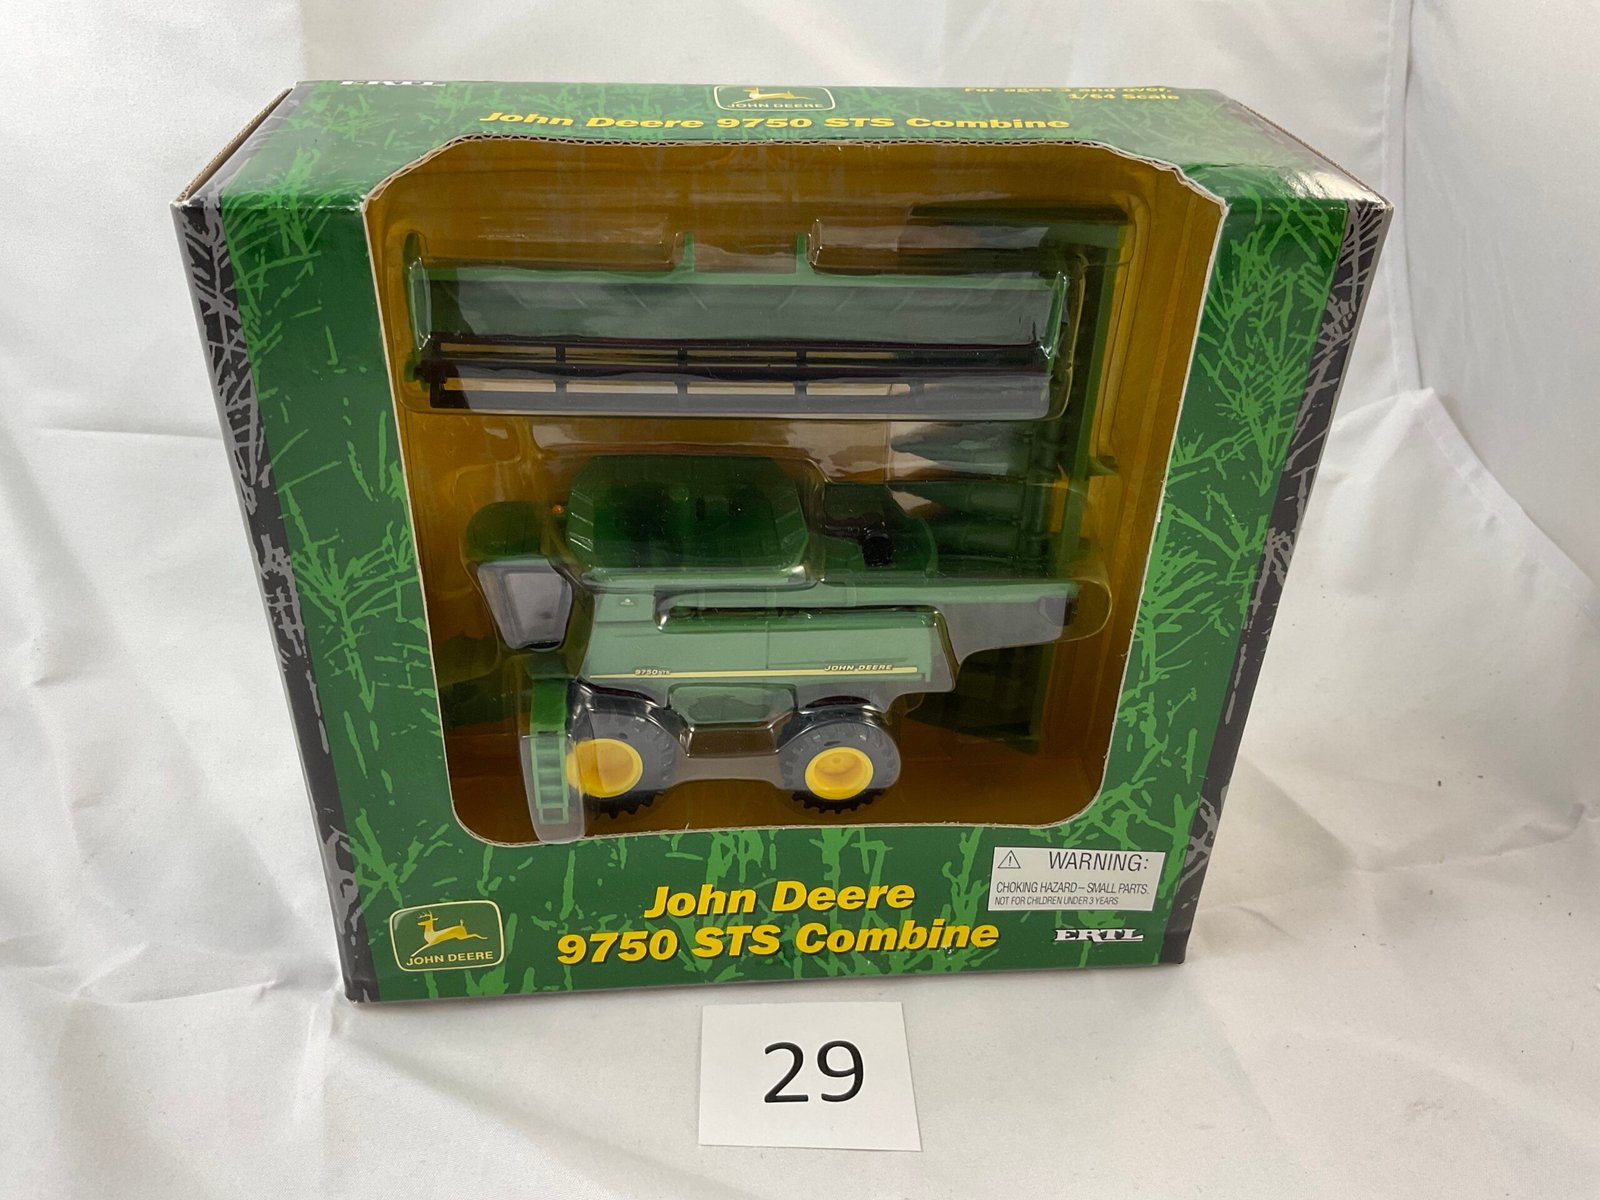 ERTL
JOHN DEERE
For ages 3 and over,
1/64 Scale
John Deere 9750 STS Combine
9750 STS
JOHN DEERE
WARNING:
CHOKING HAZARD – SMALL PARTS.
NOT FOR CHILDREN UNDER 3 YEARS
John Deere
9750 STS Combine
JOHN DEERE
ERTL
29